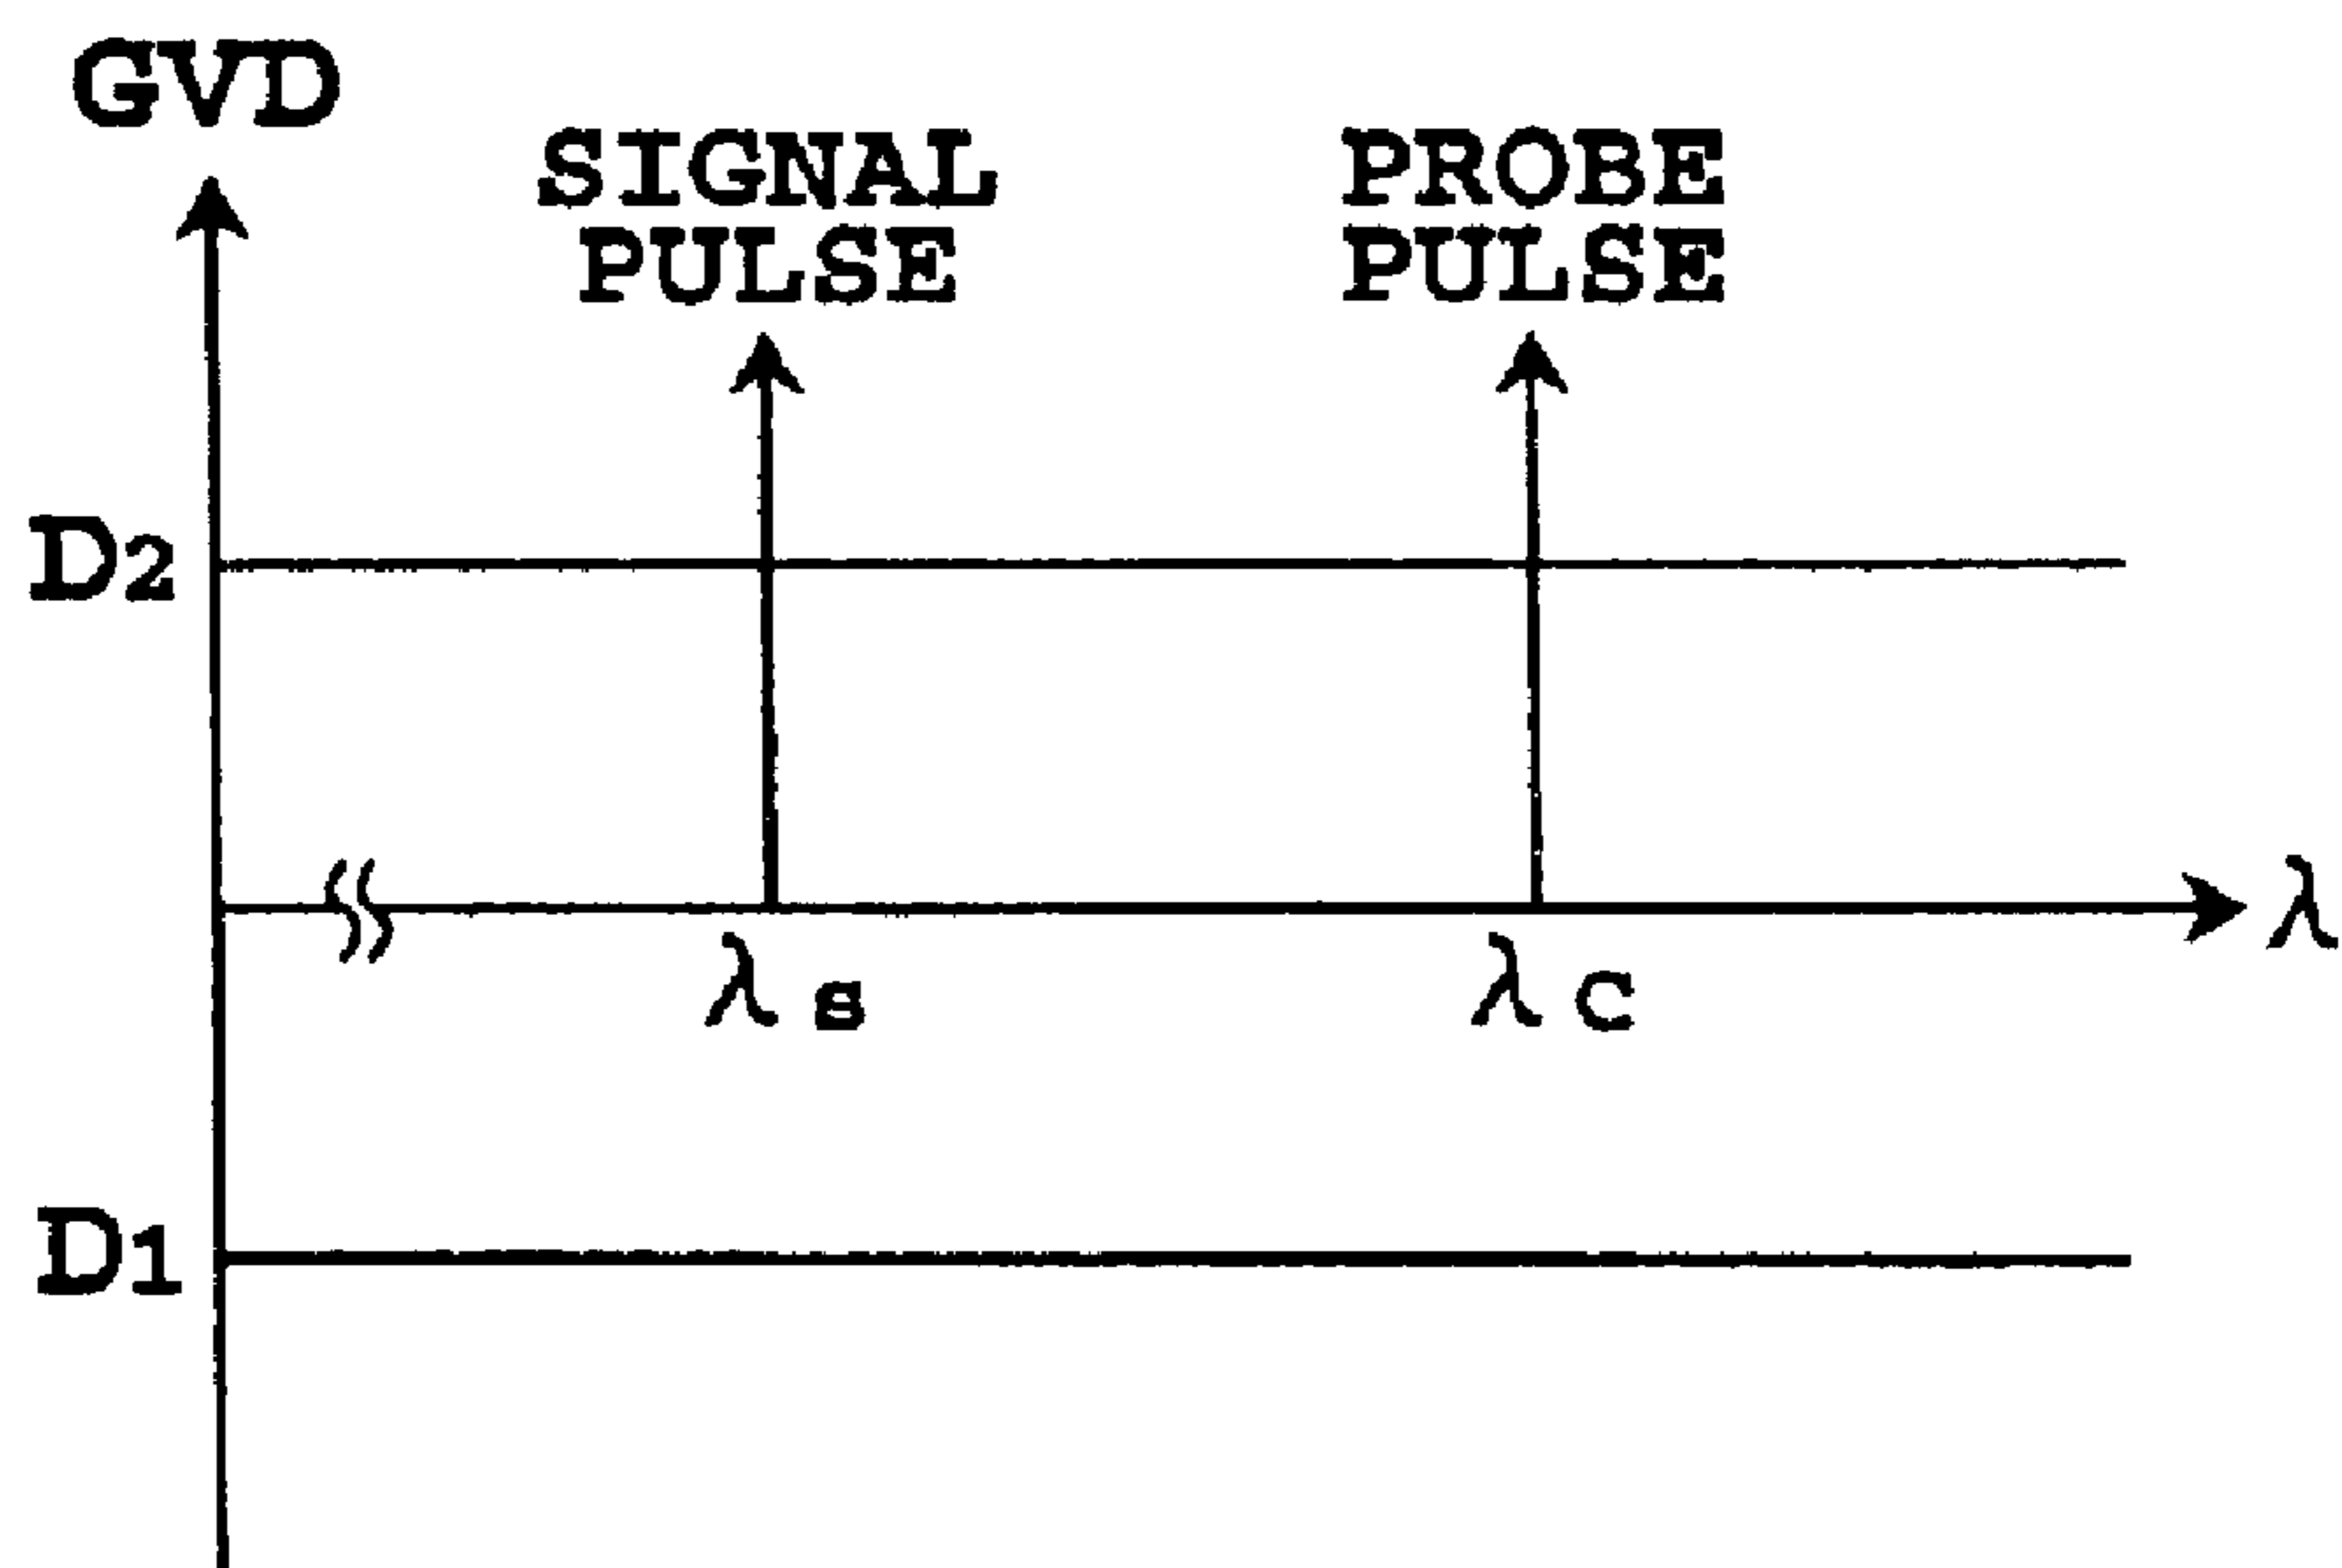 GVD
SIGNAL
PULSE
PROBE
PULSE
D2
λ
λs
λc
D1